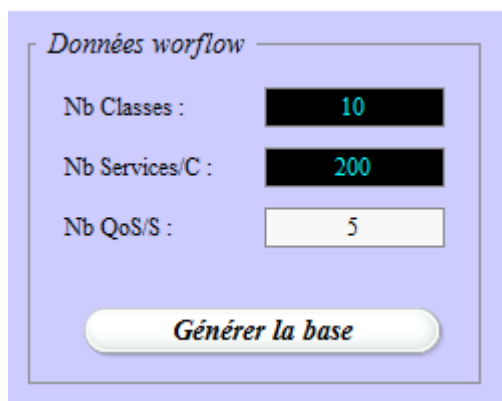 Données worflow
Nb Classes : 10
Nb Services/C : 200
Nb QoS/S : 5
Générer la base